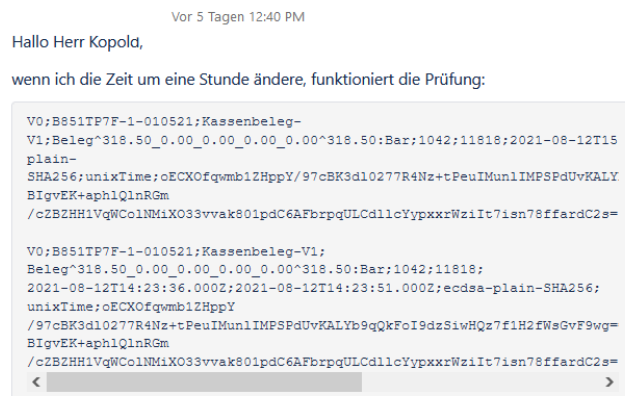 Vor 5 Tagen 12:40 PM
Hallo Herr Kopold,
wenn ich die Zeit um eine Stunde ändere, funktioniert die Prüfung:
V0;B851TP7F-1-010521;Kassenbeleg-
V1;Beleg^318.50_0.00_0.00_0.00_0.00^318.50:Bar;1042;11818;2021-08-12T15
plain-
SHA256;unixTime;oECXOfqwmb1ZHppY/97cBK3dl0277R4Nz+tPeuIMunlIMPSPdUvKALY
BIgvEK+aphlQlnRGm
/cZBZHH1VqWColNMiXO33vvak801pdC6AFbrpqULCdllcYypxxrWziIt7isn78ffardC2s=
V0;B851TP7F-1-010521;Kassenbeleg-V1;
Beleg^318.50_0.00_0.00_0.00_0.00^318.50:Bar;1042;11818;
2021-08-12T14:23:36.000Z;2021-08-12T14:23:51.000Z;ecdsa-plain-SHA256;
unixTime;oECXOfqwmb1ZHppY
/97cBK3dl0277R4Nz+tPeuIMunlIMPSPdUvKALYb9qQkFoI9dzSiwHQz7f1H2fWsGvF9wg=
BIgvEK+aphlQlnRGm
/cZBZHH1VqWColNMiXO33vvak801pdC6AFbrpqULCdllcYypxxrWziIt7isn78ffardC2s=